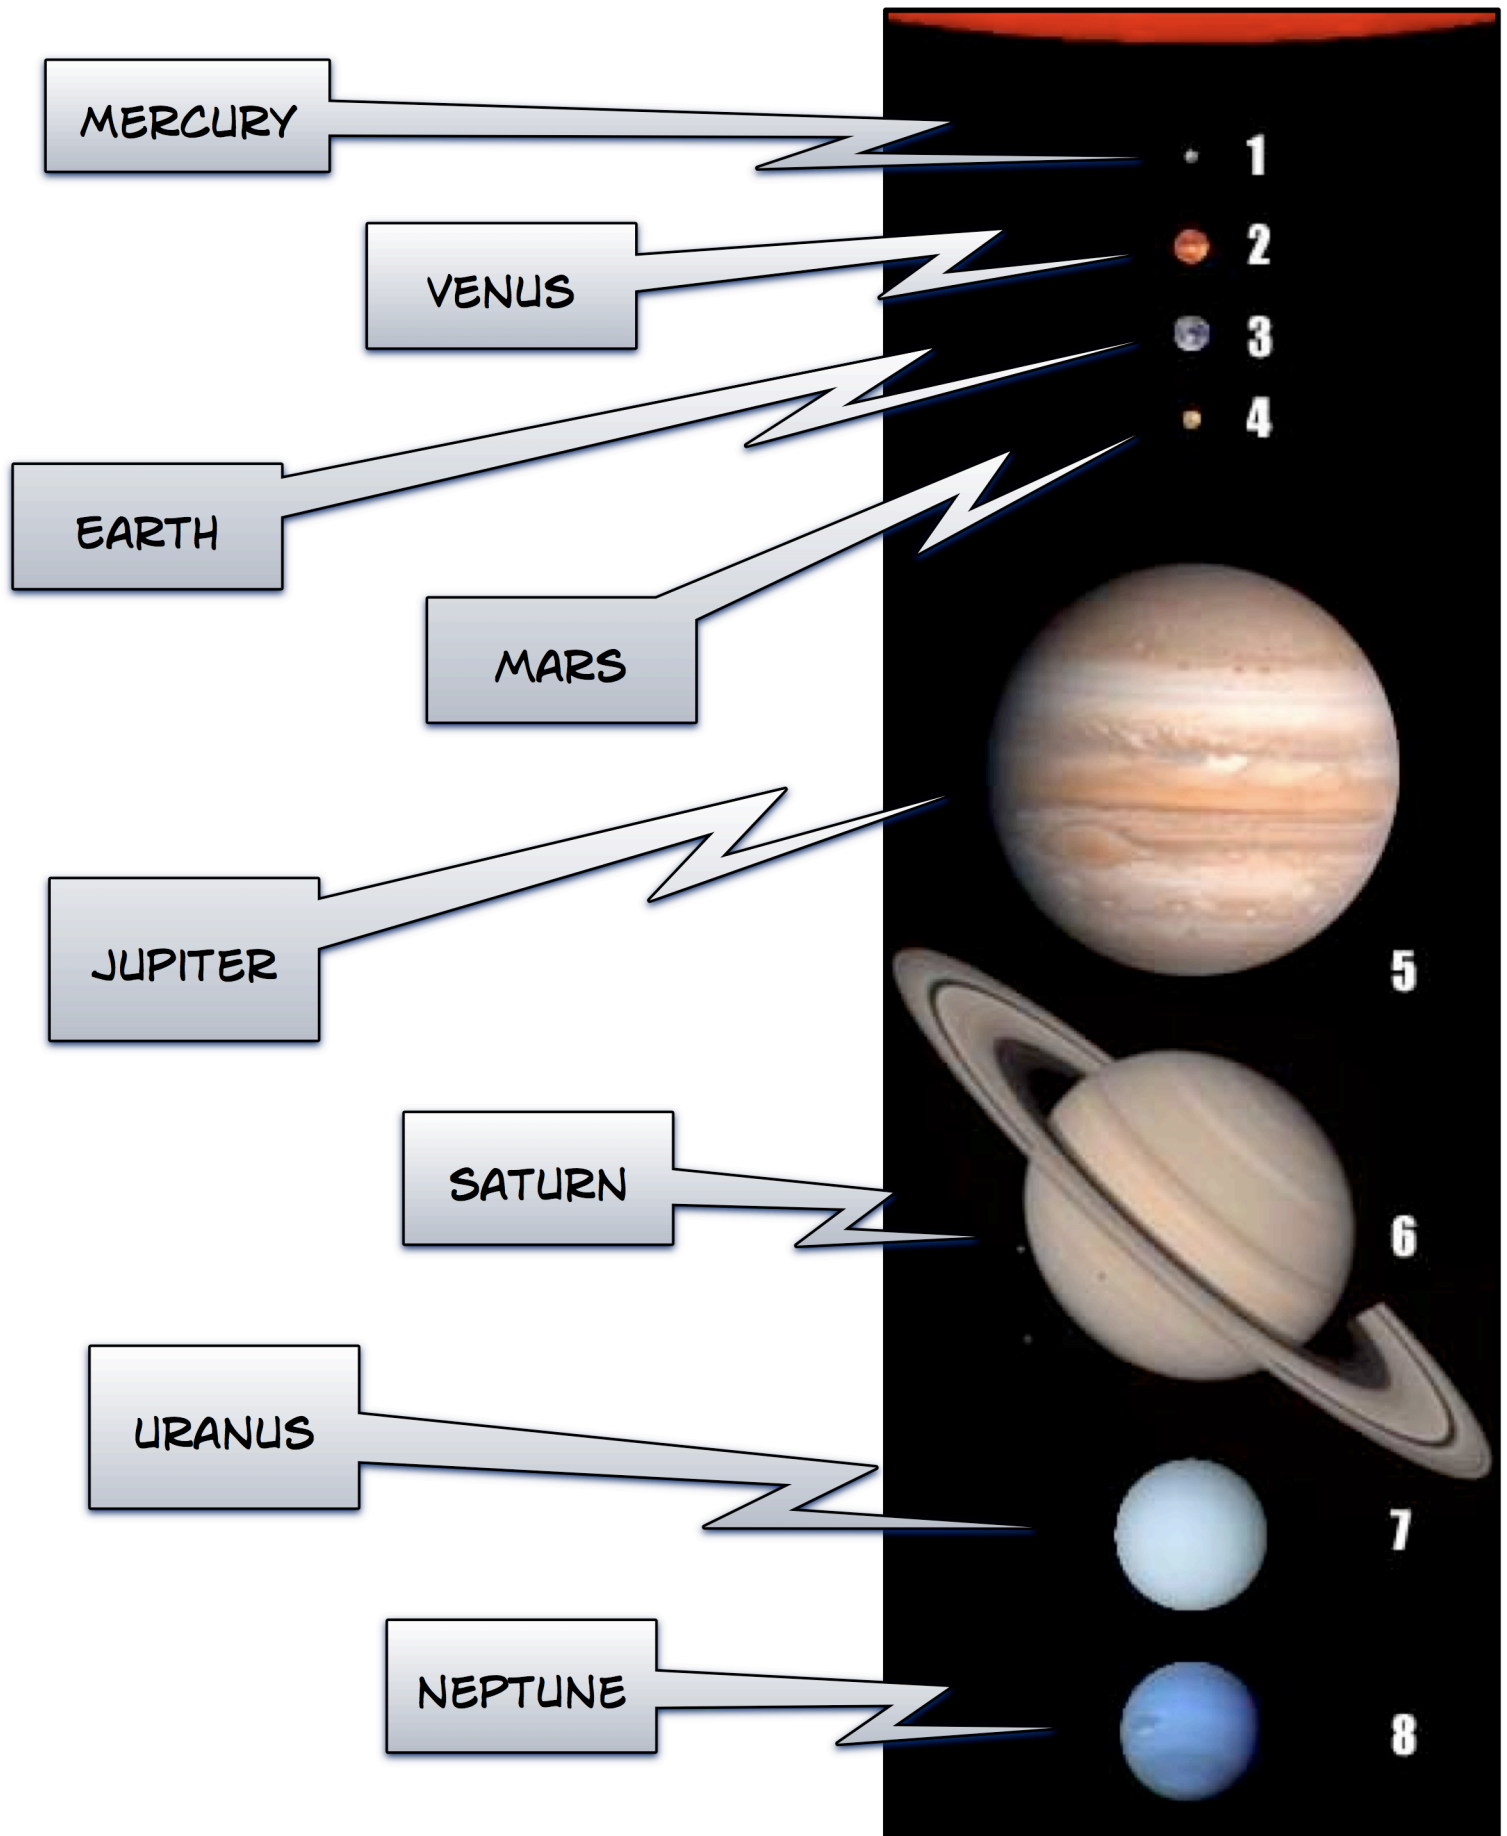 MERCURY
1
VENUS
2
3
EARTH
4
MARS
JUPITER
5
SATURN
6
URANUS
7
NEPTUNE
8